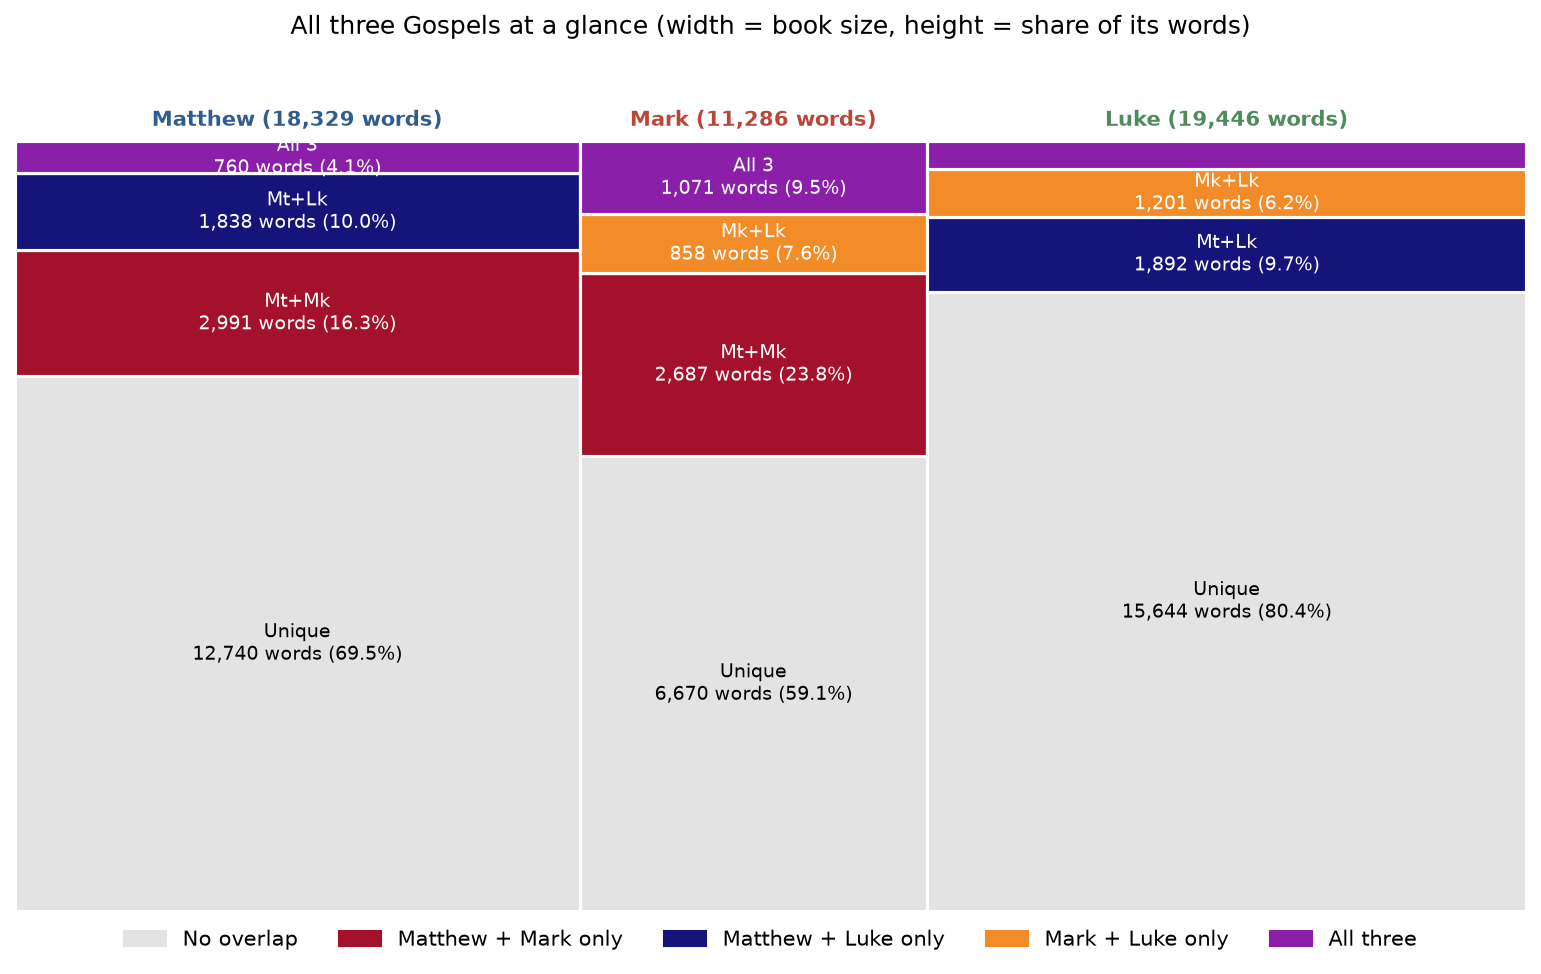 All three Gospels at a glance (width = book size, height = share of its words)
Matthew (18,329 words)
Mark (11,286 words)
Luke (19,446 words)
All 3
760 words (4.1%)
Mt+Lk
1,838 words (10.0%)
Mt+Mk
2,991 words (16.3%)
Unique
12,740 words (69.5%)
All 3
1,071 words (9.5%)
Mk+Lk
858 words (7.6%)
Mt+Mk
2,687 words (23.8%)
Unique
6,670 words (59.1%)
Mk+Lk
1,201 words (6.2%)
Mt+Lk
1,892 words (9.7%)
Unique
15,644 words (80.4%)
No overlap
Matthew + Mark only
Matthew + Luke only
Mark + Luke only
All three